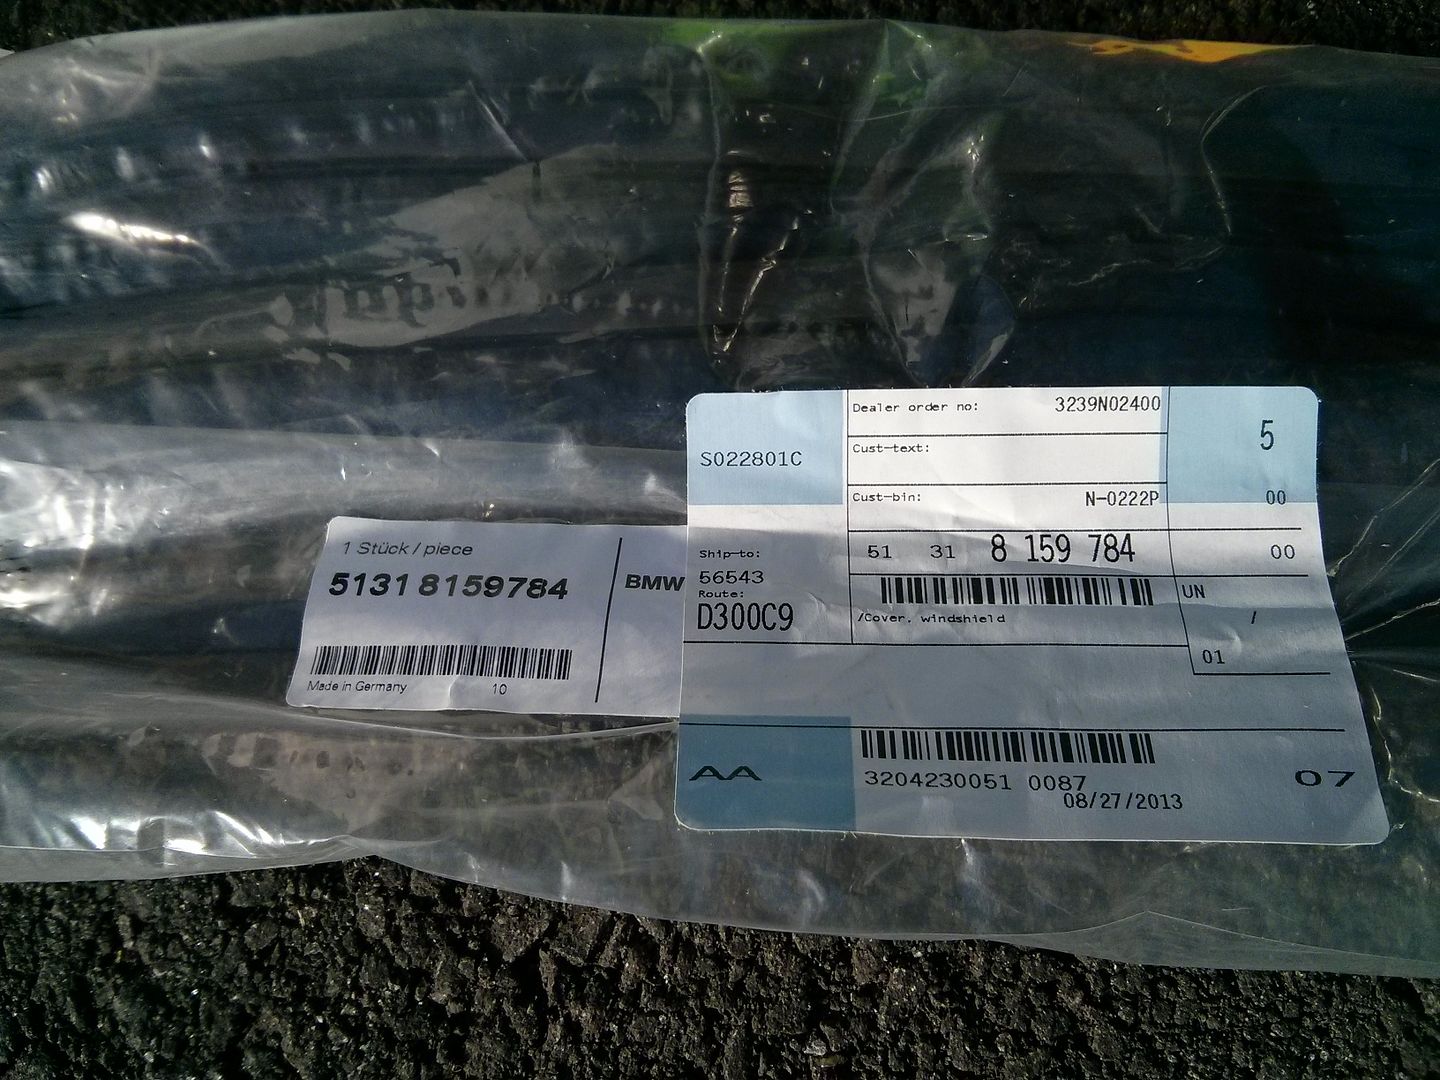 1 Stück / piece
51318159784
BMW
Made in Germany 10
S022801C
Dealer order no: 3239N02400
5
Cust-text:
Cust-bin: N-0222P
00
Ship-to:
56543
51 31 8 159 784
00
Route:
D300C9
/Cover, windshield
UN
/
01
AA
3204230051 0087
08/27/2013
07